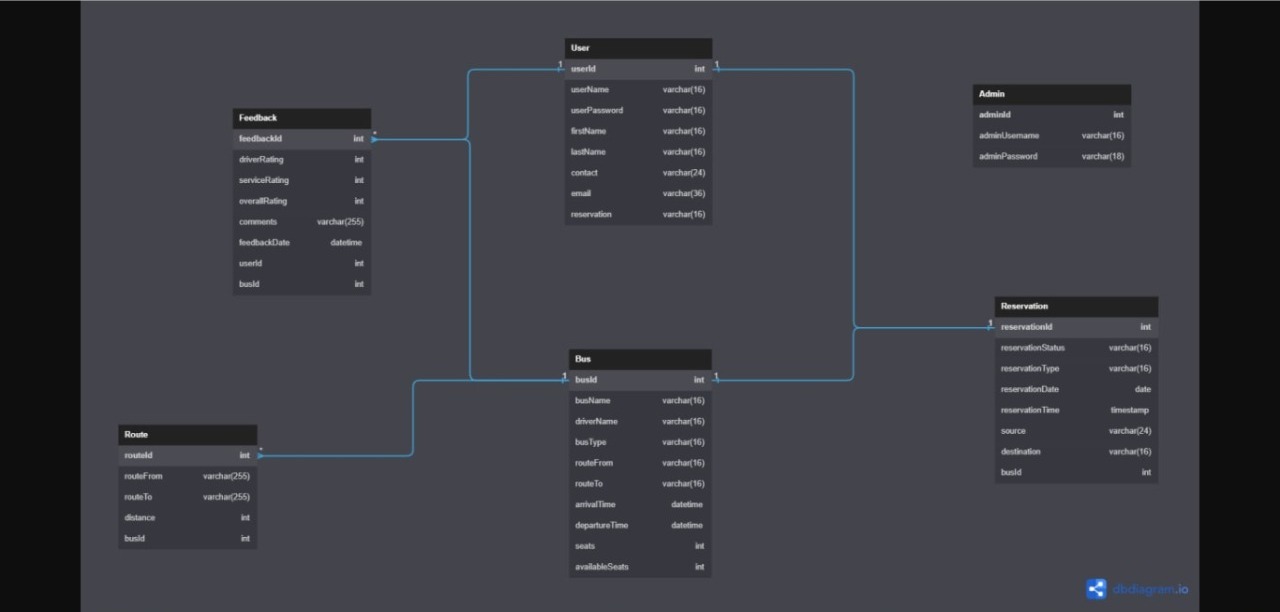 User
1 userId int 1
userName varchar(16)
userPassword varchar(16)
firstName varchar(16)
lastName varchar(16)
contact varchar(24)
email varchar(36)
reservation varchar(16)
Admin
adminId int
adminUsername varchar(16)
adminPassword varchar(18)
Feedback
feedbackId int *
driverRating int
serviceRating int
overallRating int
comments varchar(255)
feedbackDate datetime
userId int
busId int
Reservation
1 reservationId int
reservationStatus varchar(16)
reservationType varchar(16)
reservationDate date
reservationTime timestamp
source varchar(24)
destination varchar(16)
busId int
Bus
1 busId int 1
busName varchar(16)
driverName varchar(16)
busType varchar(16)
routeFrom varchar(16)
routeTo varchar(16)
arrivalTime datetime
departureTime datetime
seats int
availableSeats int
Route
routeId int *
routeFrom varchar(255)
routeTo varchar(255)
distance int
busId int
dbdiagram.io